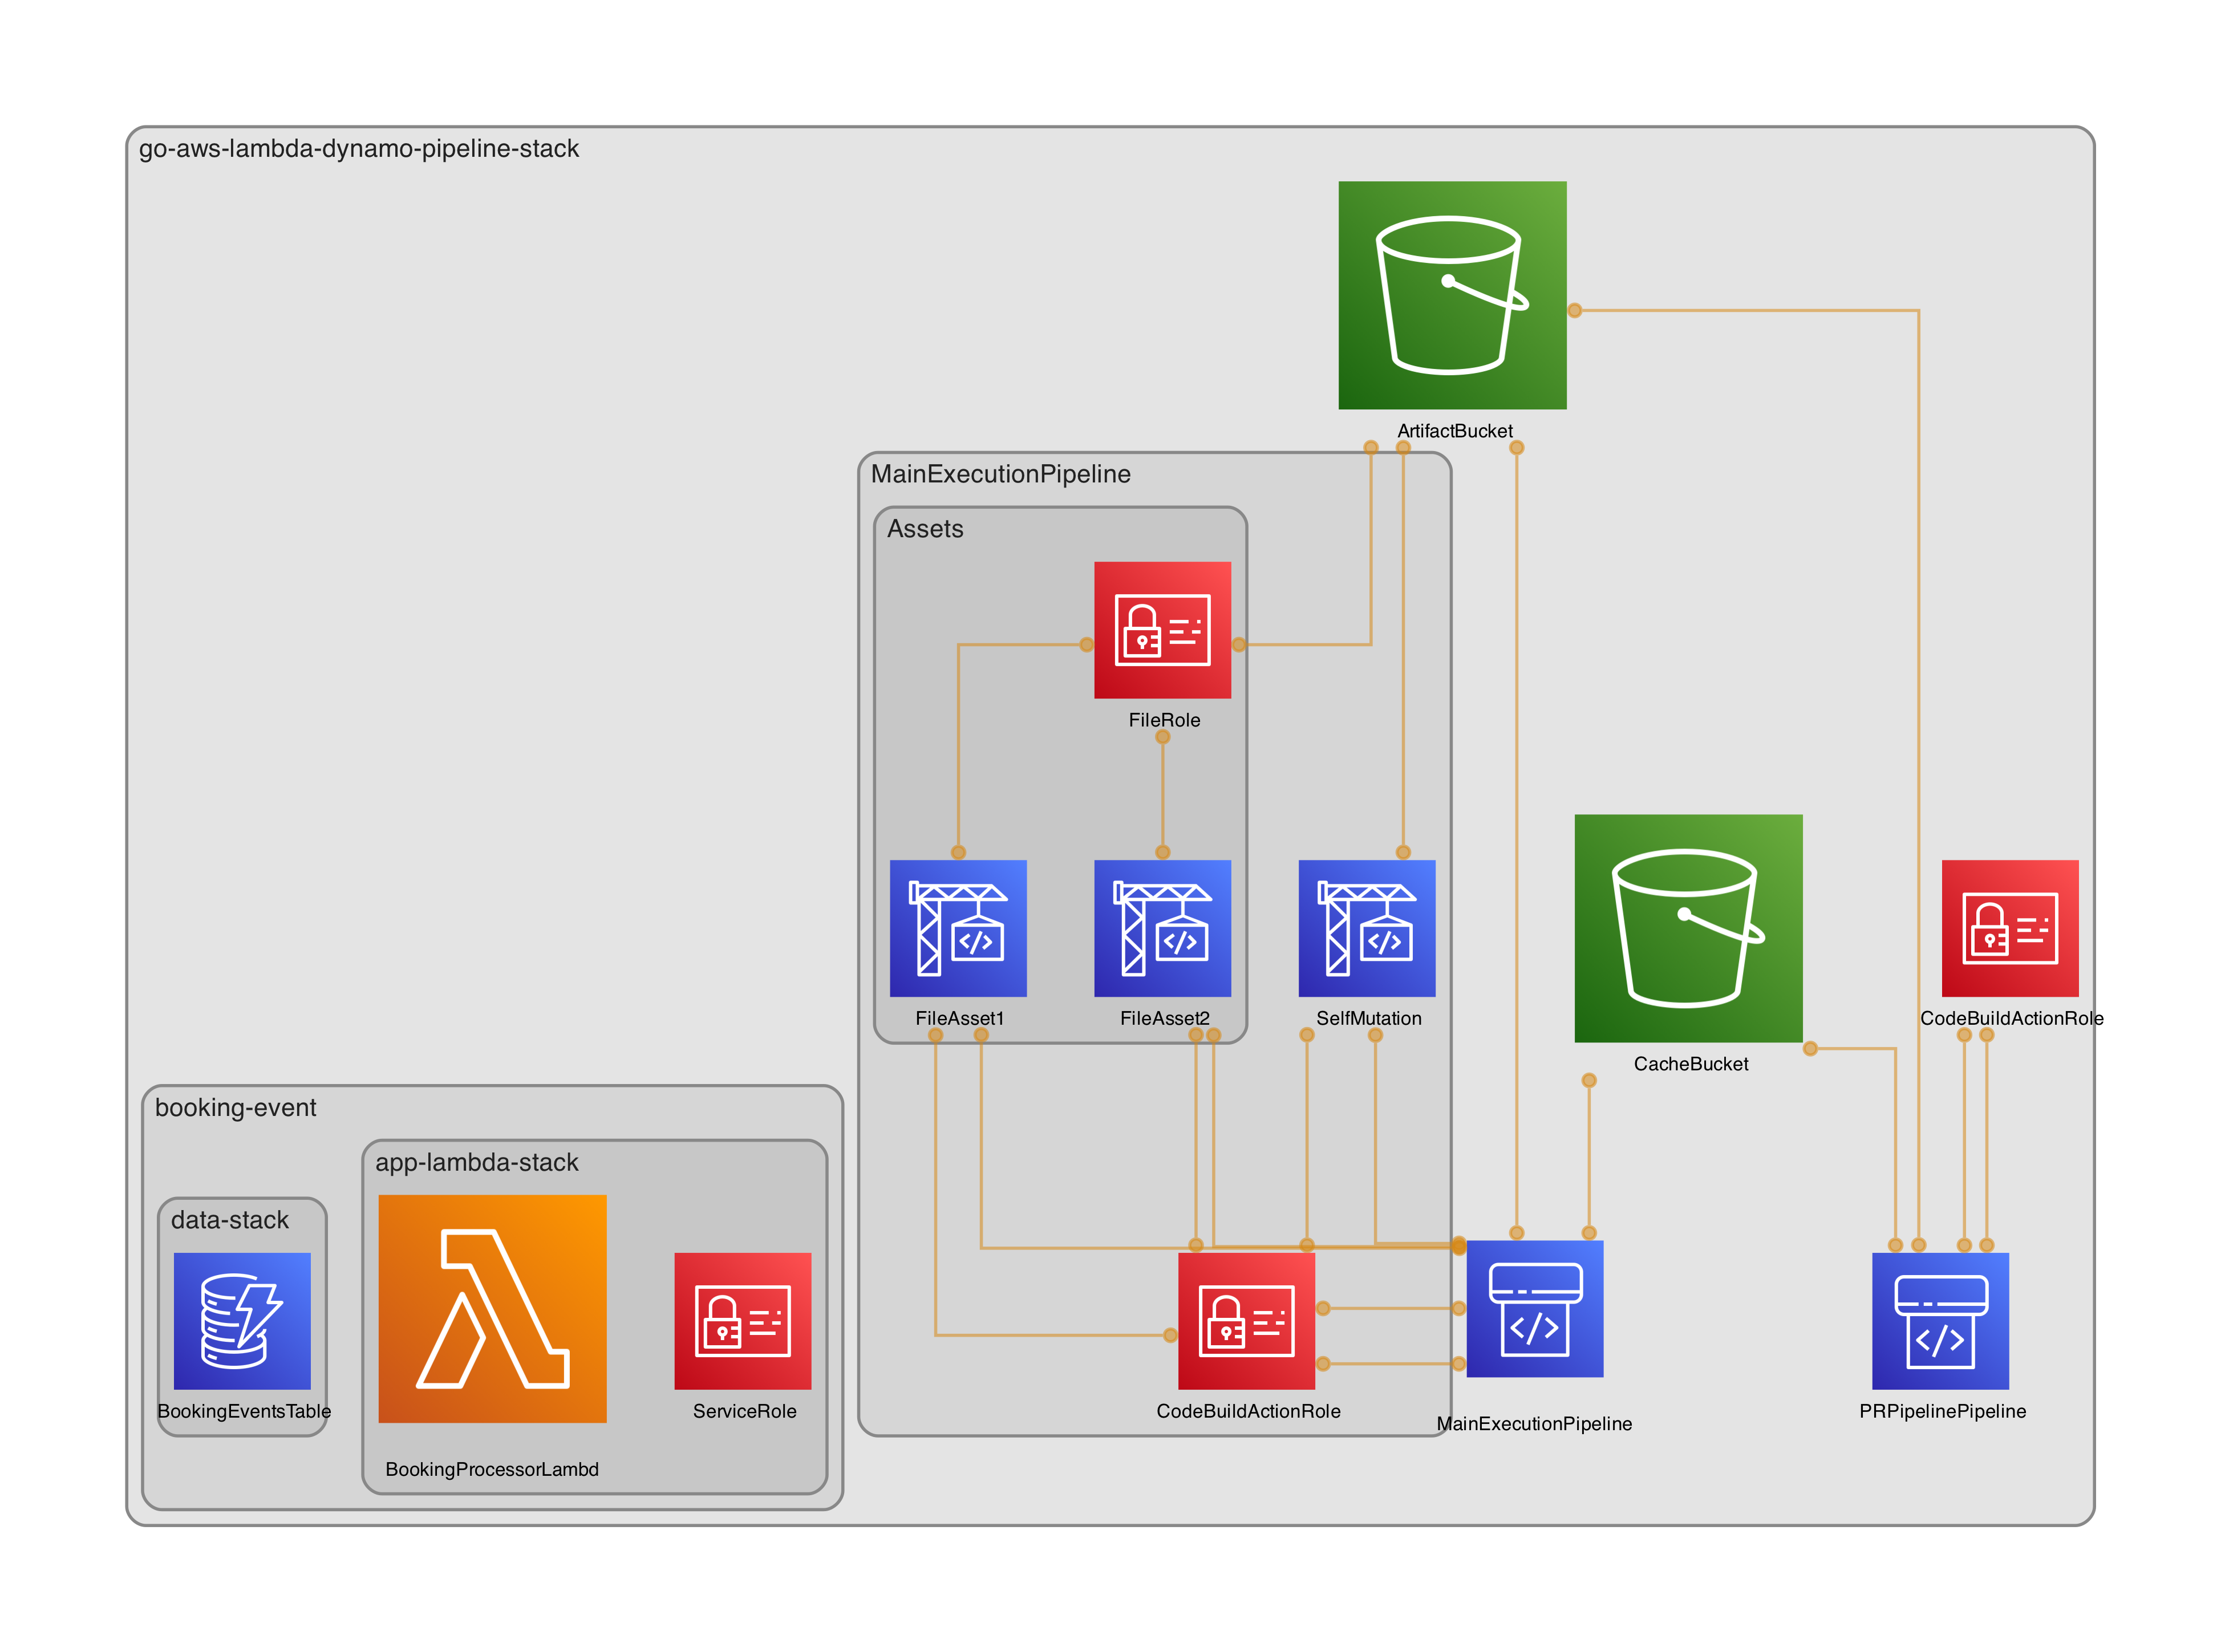 go-aws-lambda-dynamo-pipeline-stack
ArtifactBucket
MainExecutionPipeline
Assets
FileRole
FileAsset1
FileAsset2
SelfMutation
CacheBucket
CodeBuildActionRole
booking-event
app-lambda-stack
data-stack
BookingEventsTable
BookingProcessorLambd
ServiceRole
CodeBuildActionRole
MainExecutionPipeline
PRPipelinePipeline